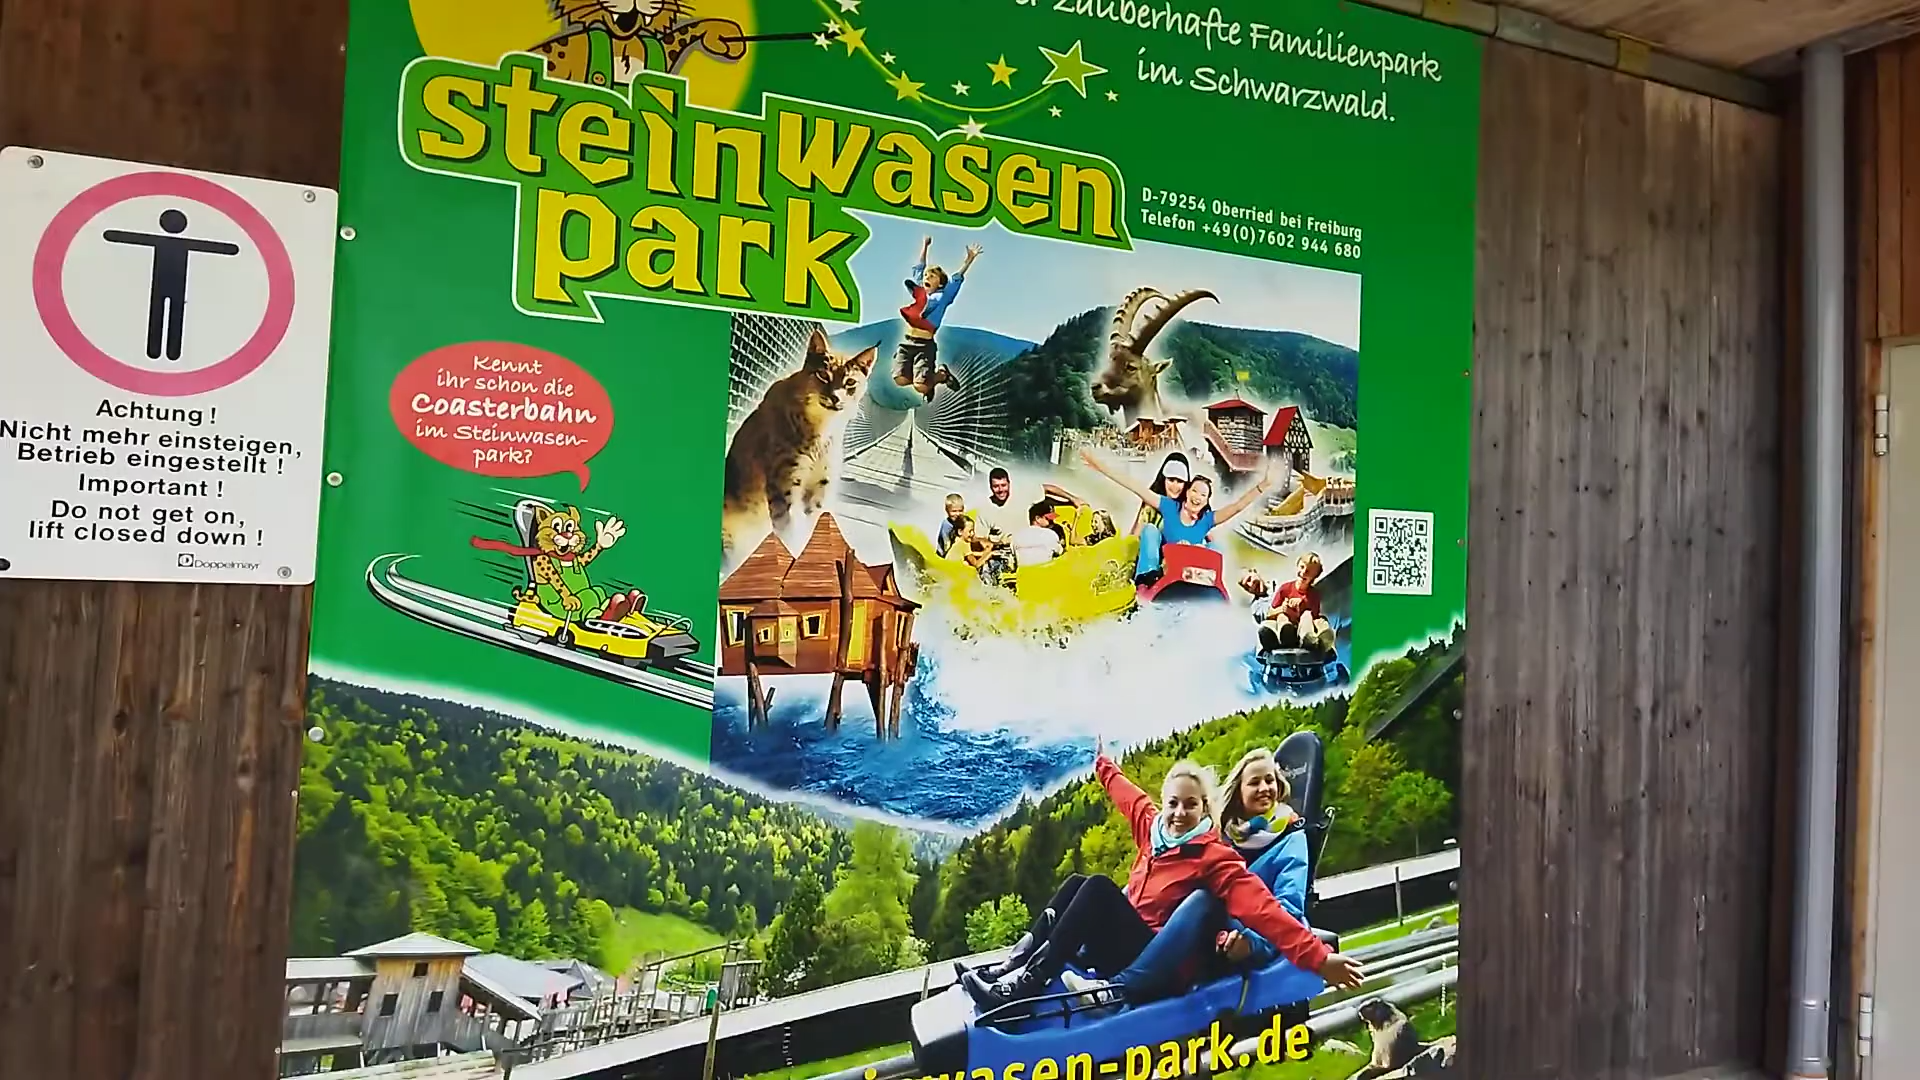 Zauberhafte Familienpark
im Schwarzwald.
steinwasen
park
D-79254 Oberried bei Freiburg
Telefon +49(0)7602 944 680
Kennt
ihr schon die
Coasterbahn
im Steinwasen-
park?
Achtung !
Nicht mehr einsteigen,
Betrieb eingestellt !
Important !
Do not get on,
lift closed down !
Doppelmayr
wasen-park.de